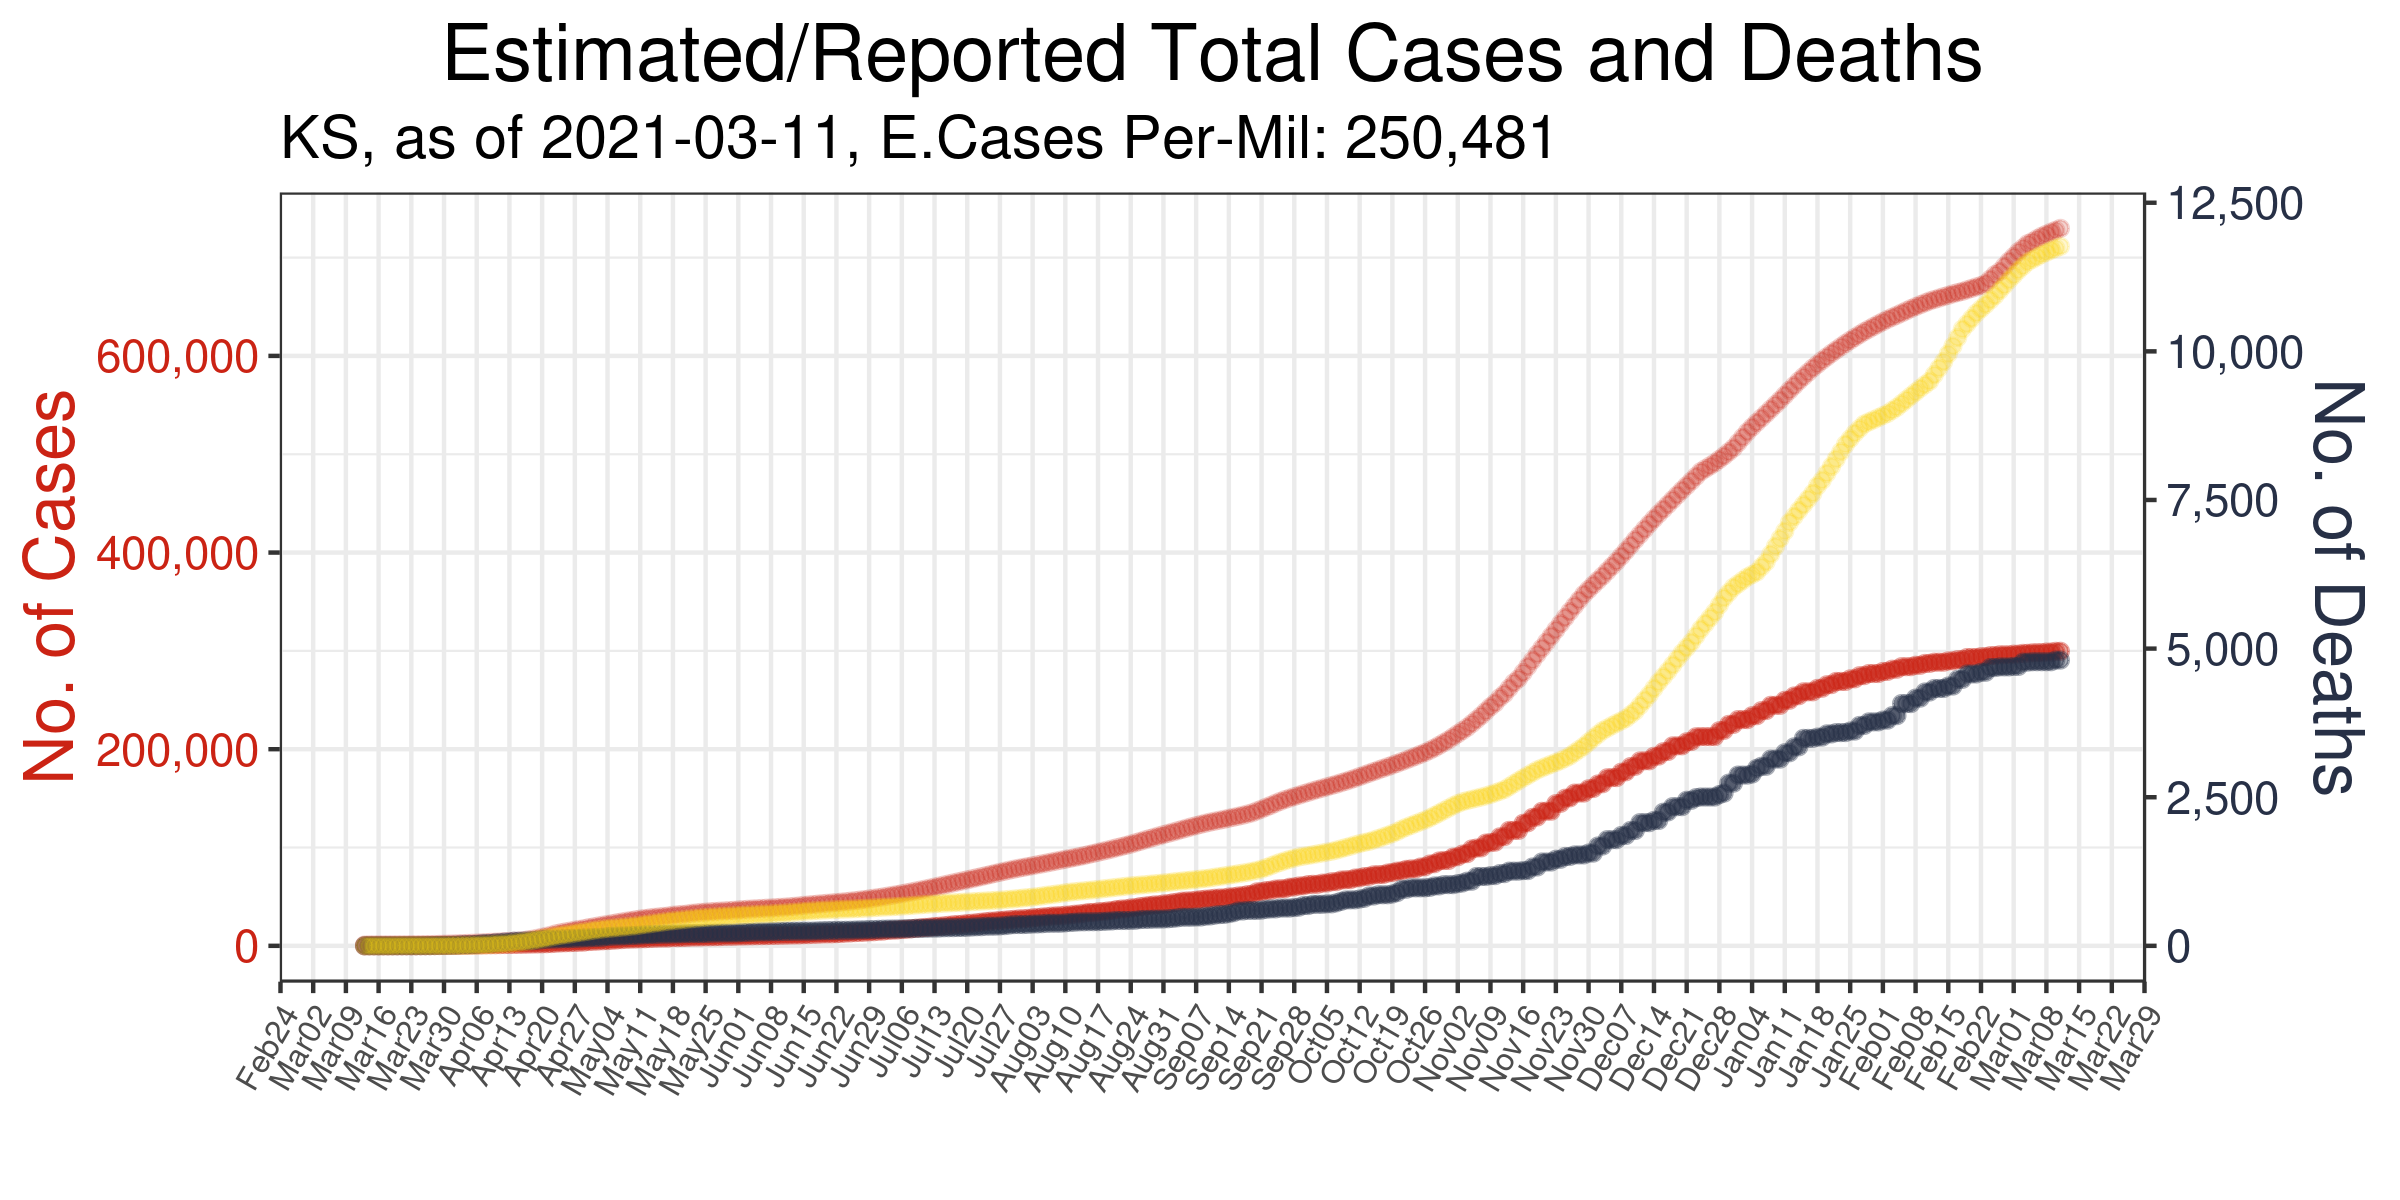 Estimated/Reported Total Cases and Deaths
KS, as of 2021-03-11, E.Cases Per-Mil: 250,481
No. of Cases
600,000
400,000
200,000
0
12,500
10,000
7,500
5,000
2,500
0
No. of Deaths
Feb24
Mar02
Mar09
Mar16
Mar23
Mar30
Apr06
Apr13
Apr20
Apr27
May04
May11
May18
May25
Jun01
Jun08
Jun15
Jun22
Jun29
Jul06
Jul13
Jul20
Jul27
Aug03
Aug10
Aug17
Aug24
Aug31
Sep07
Sep14
Sep21
Sep28
Oct05
Oct12
Oct19
Oct26
Nov02
Nov09
Nov16
Nov23
Nov30
Dec07
Dec14
Dec21
Dec28
Jan04
Jan11
Jan18
Jan25
Feb01
Feb08
Feb15
Feb22
Mar01
Mar08
Mar15
Mar22
Mar29